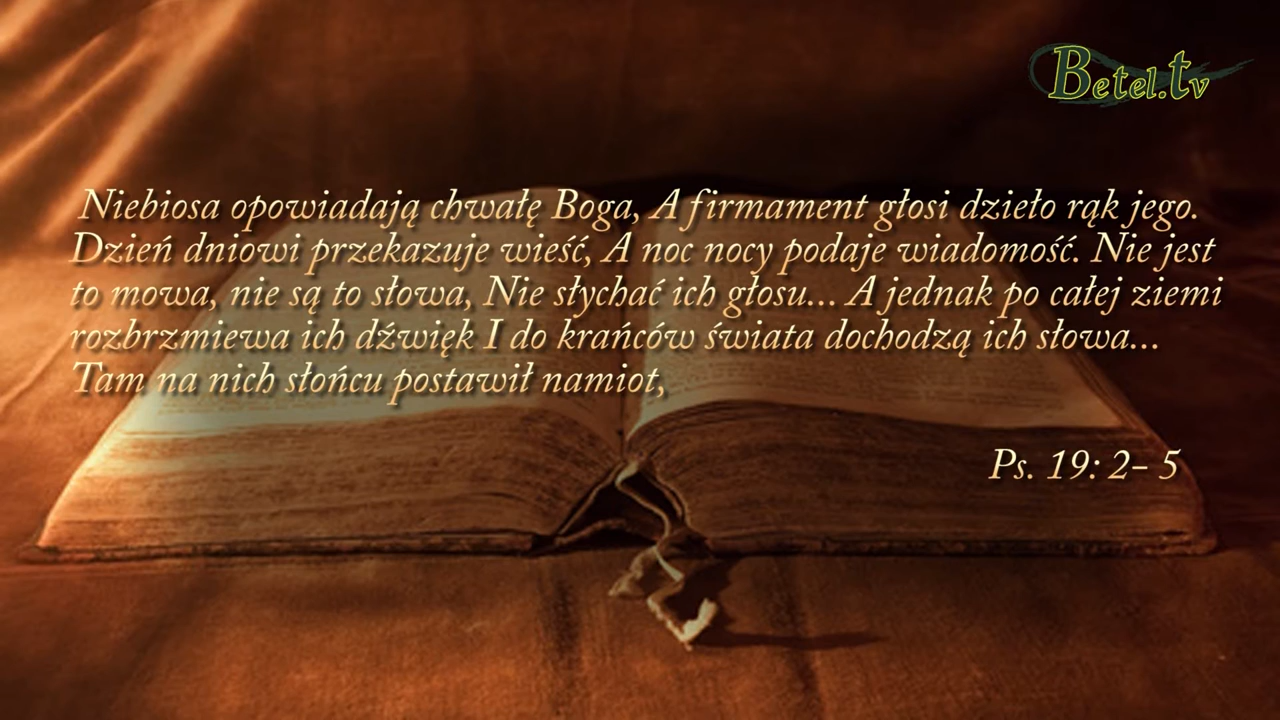 Betel.tv
Niebiosa opowiadają chwałę Boga, A firmament głosi dzieło rąk jego.
Dzień dniowi przekazuje wieść, A noc nocy podaje wiadomość. Nie jest
to mowa, nie są to słowa, Nie słychać ich głosu... A jednak po całej ziemi
rozbrzmiewa ich dźwięk I do krańców świata dochodzą ich słowa...
Tam na nich słońcu postawił namiot,
Ps. 19: 2- 5